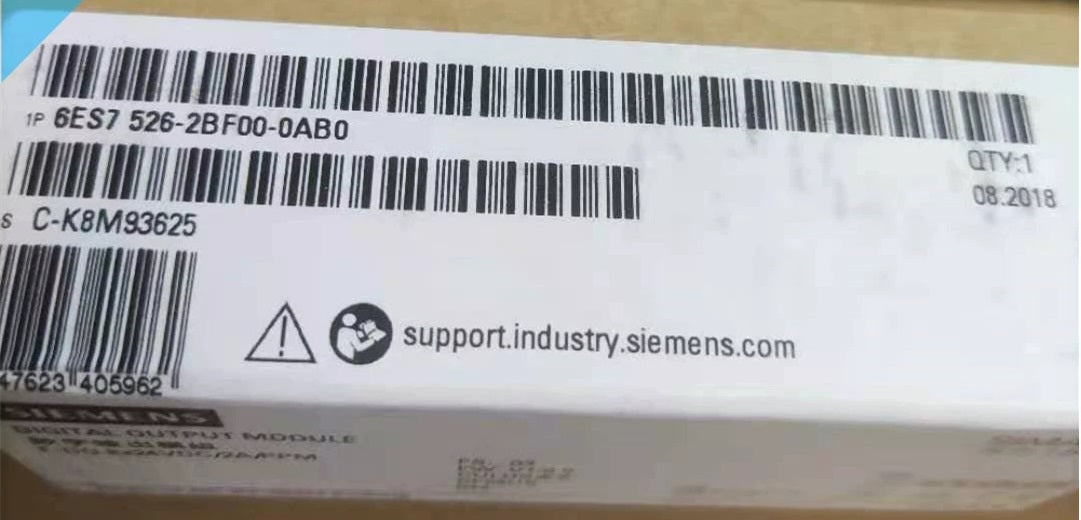 1P 6ES7 526-2BF00-0AB0
QTY:1
08.2018
S C-K8M93625
support.industry.siemens.com
47623 405962
SIEMENS
DIGITAL OUTPUT MODULE